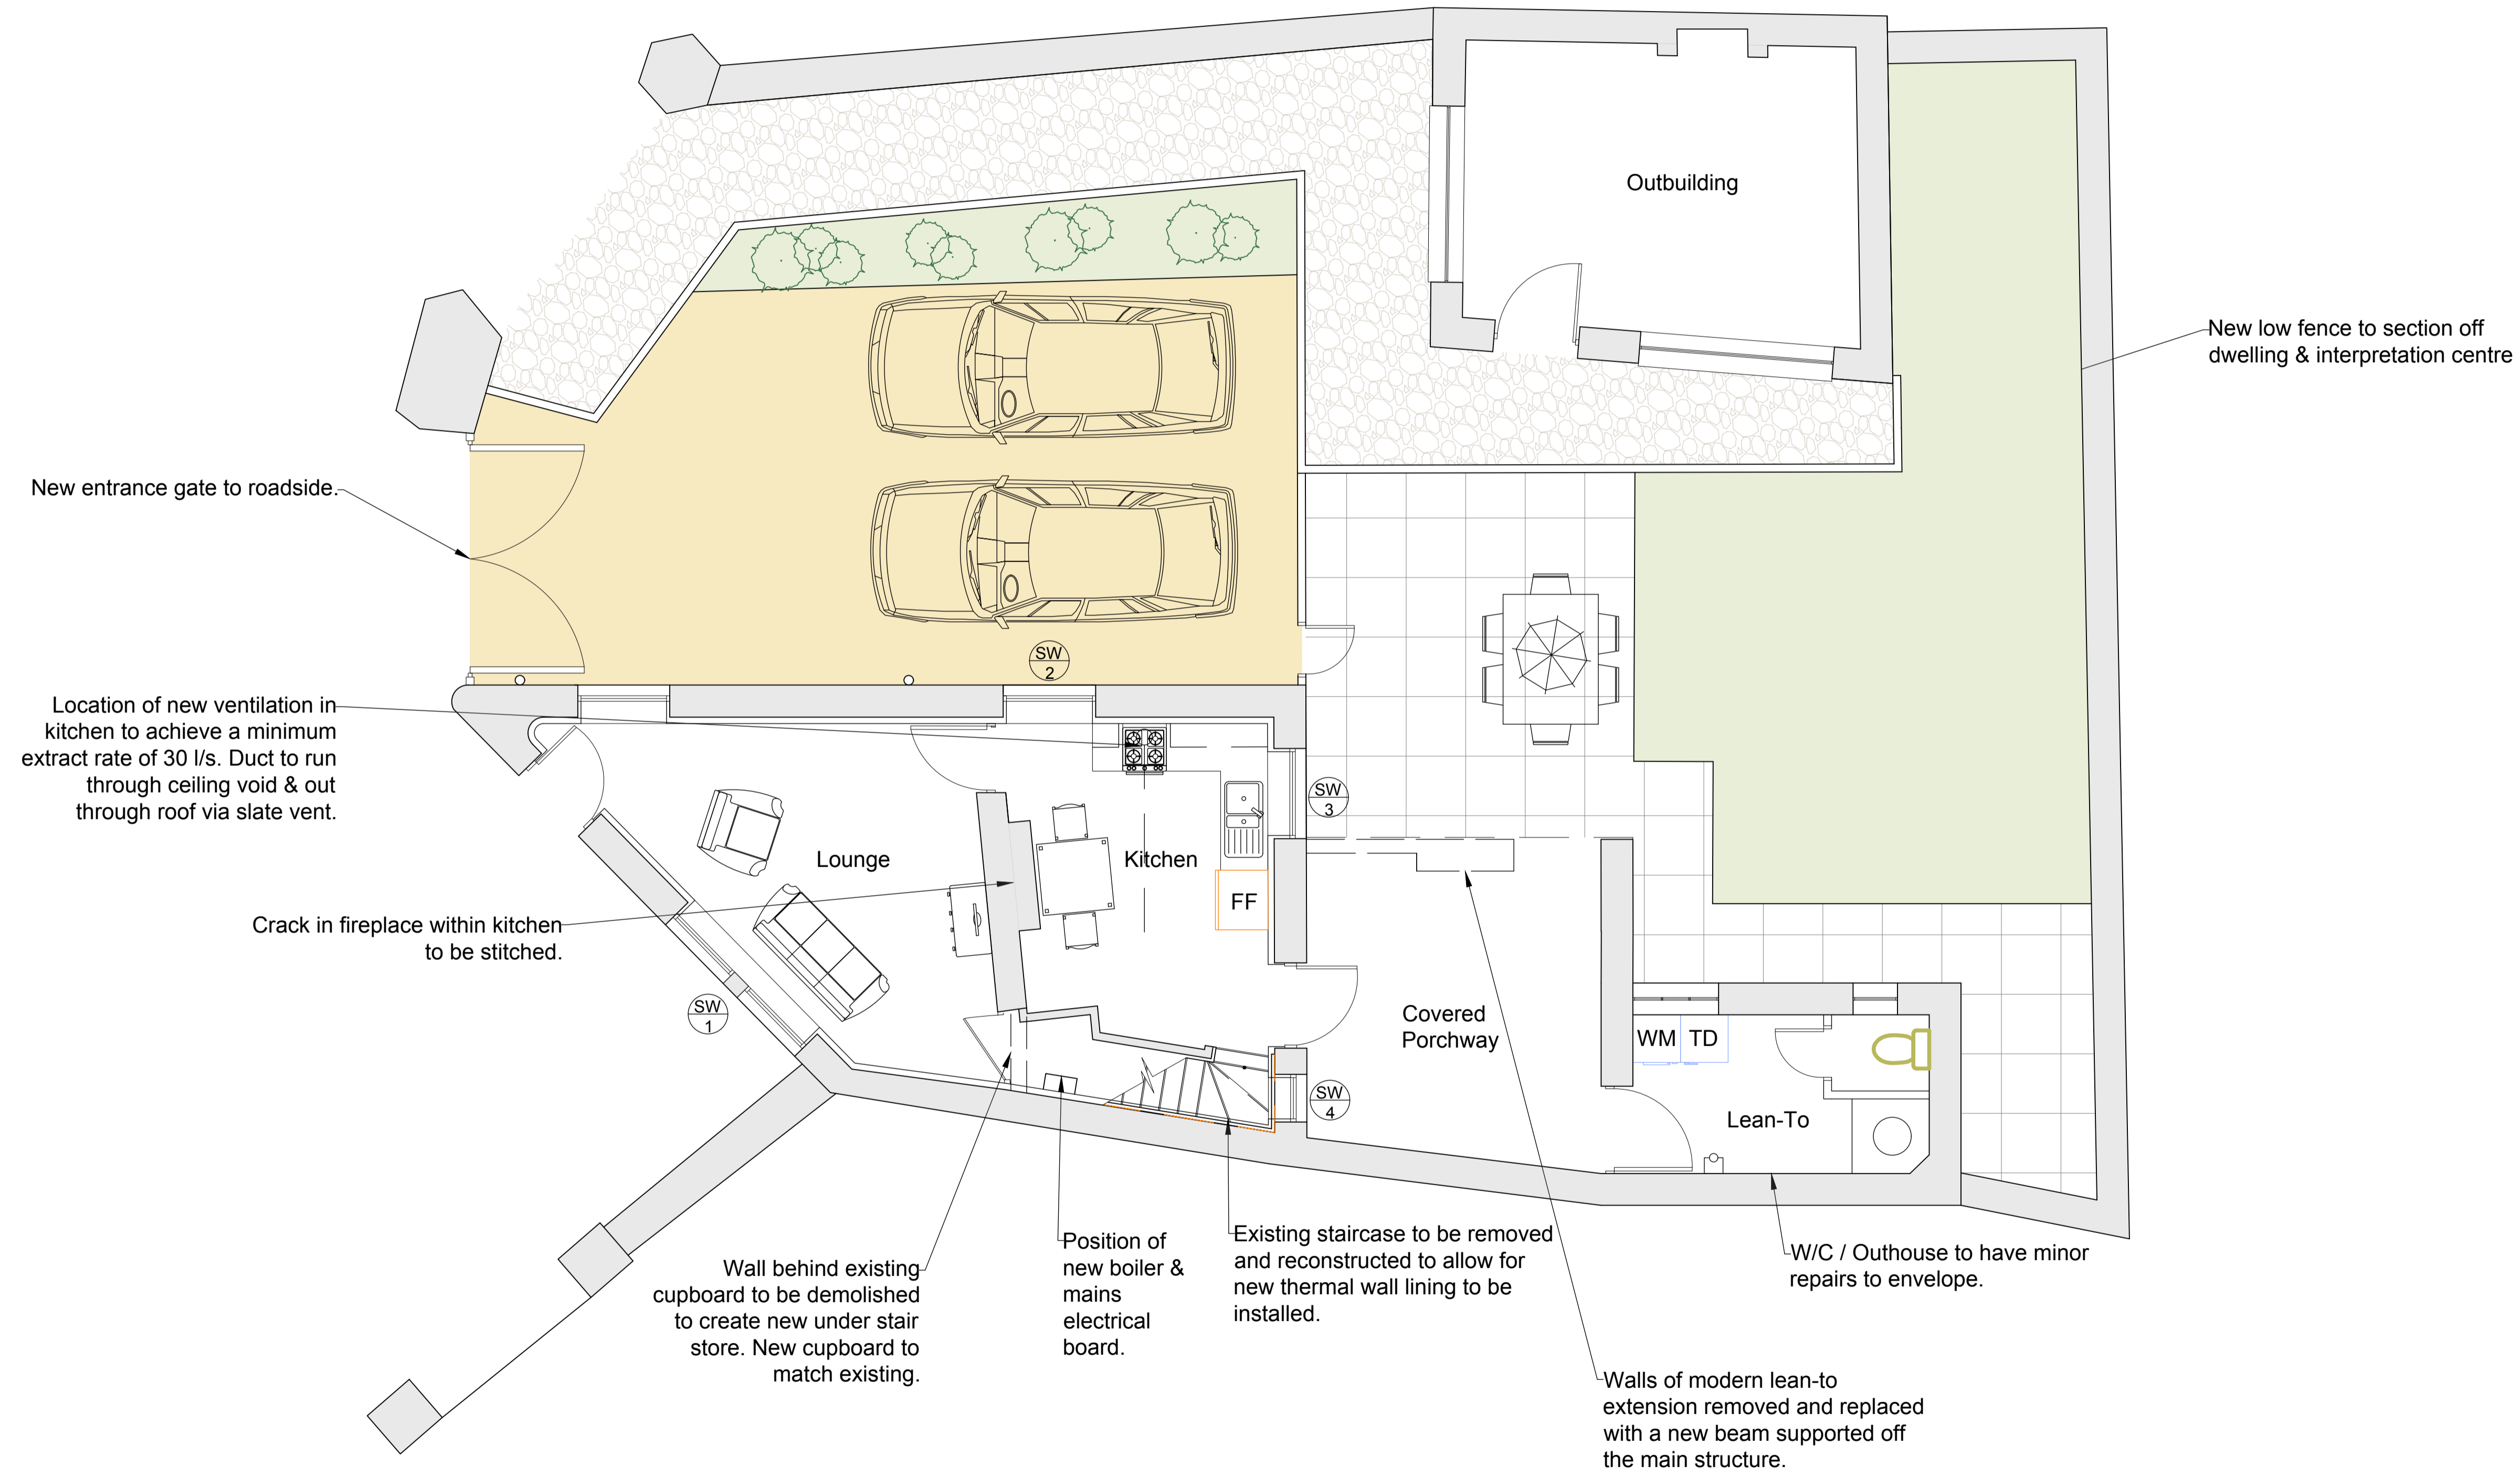 Outbuilding
New low fence to section off
dwelling & interpretation centre
New entrance gate to roadside.
SW
2
Location of new ventilation in
kitchen to achieve a minimum
extract rate of 30 l/s. Duct to run
through ceiling void & out
through roof via slate vent.
SW
3
Lounge
Kitchen
FF
Crack in fireplace within kitchen
to be stitched.
SW
1
Covered
Porchway
WM
TD
SW
4
Lean-To
Wall behind existing
cupboard to be demolished
to create new under stair
store. New cupboard to
match existing.
Position of
new boiler &
mains
electrical
board.
Existing staircase to be removed
and reconstructed to allow for
new thermal wall lining to be
installed.
W/C / Outhouse to have minor
repairs to envelope.
Walls of modern lean-to
extension removed and replaced
with a new beam supported off
the main structure.